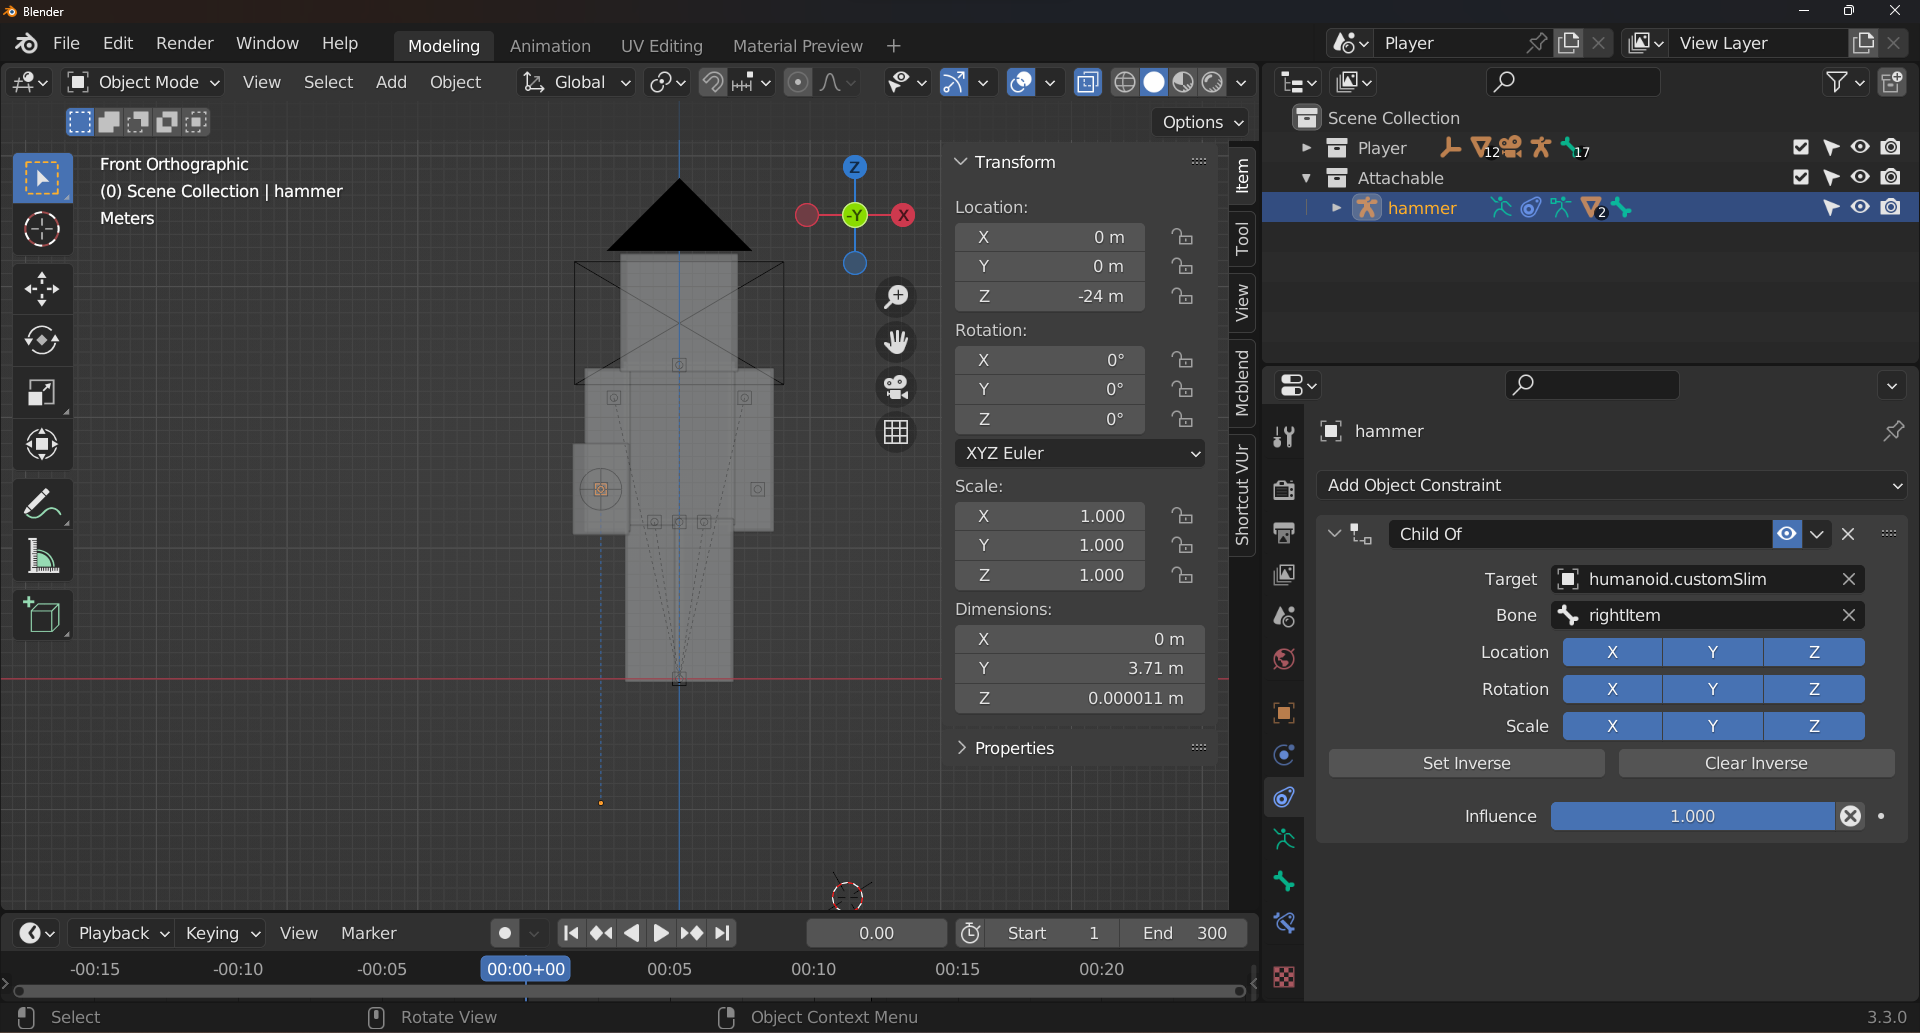 Blender
File Edit Render Window Help Modeling Animation UV Editing Material Preview + Player View Layer
Object Mode View Select Add Object Global
Options
Front Orthographic
(0) Scene Collection | hammer
Meters
Z
-Y
X
Transform
Location:
X 0 m
Y 0 m
Z -24 m
Rotation:
X 0°
Y 0°
Z 0°
XYZ Euler
Scale:
X 1.000
Y 1.000
Z 1.000
Dimensions:
X 0 m
Y 3.71 m
Z 0.000011 m
Properties
Item
Tool
View
Mcblend
Shortcut VUr
Scene Collection
Player 12 17
Attachable
hammer 2
hammer
Add Object Constraint
Child Of
Target humanoid.customSlim
Bone rightItem
Location X Y Z
Rotation X Y Z
Scale X Y Z
Set Inverse Clear Inverse
Influence 1.000
Playback Keying View Marker 0.00 Start 1 End 300
-00:15 -00:10 -00:05 00:00+00 00:05 00:10 00:15 00:20
Select Rotate View Object Context Menu 3.3.0